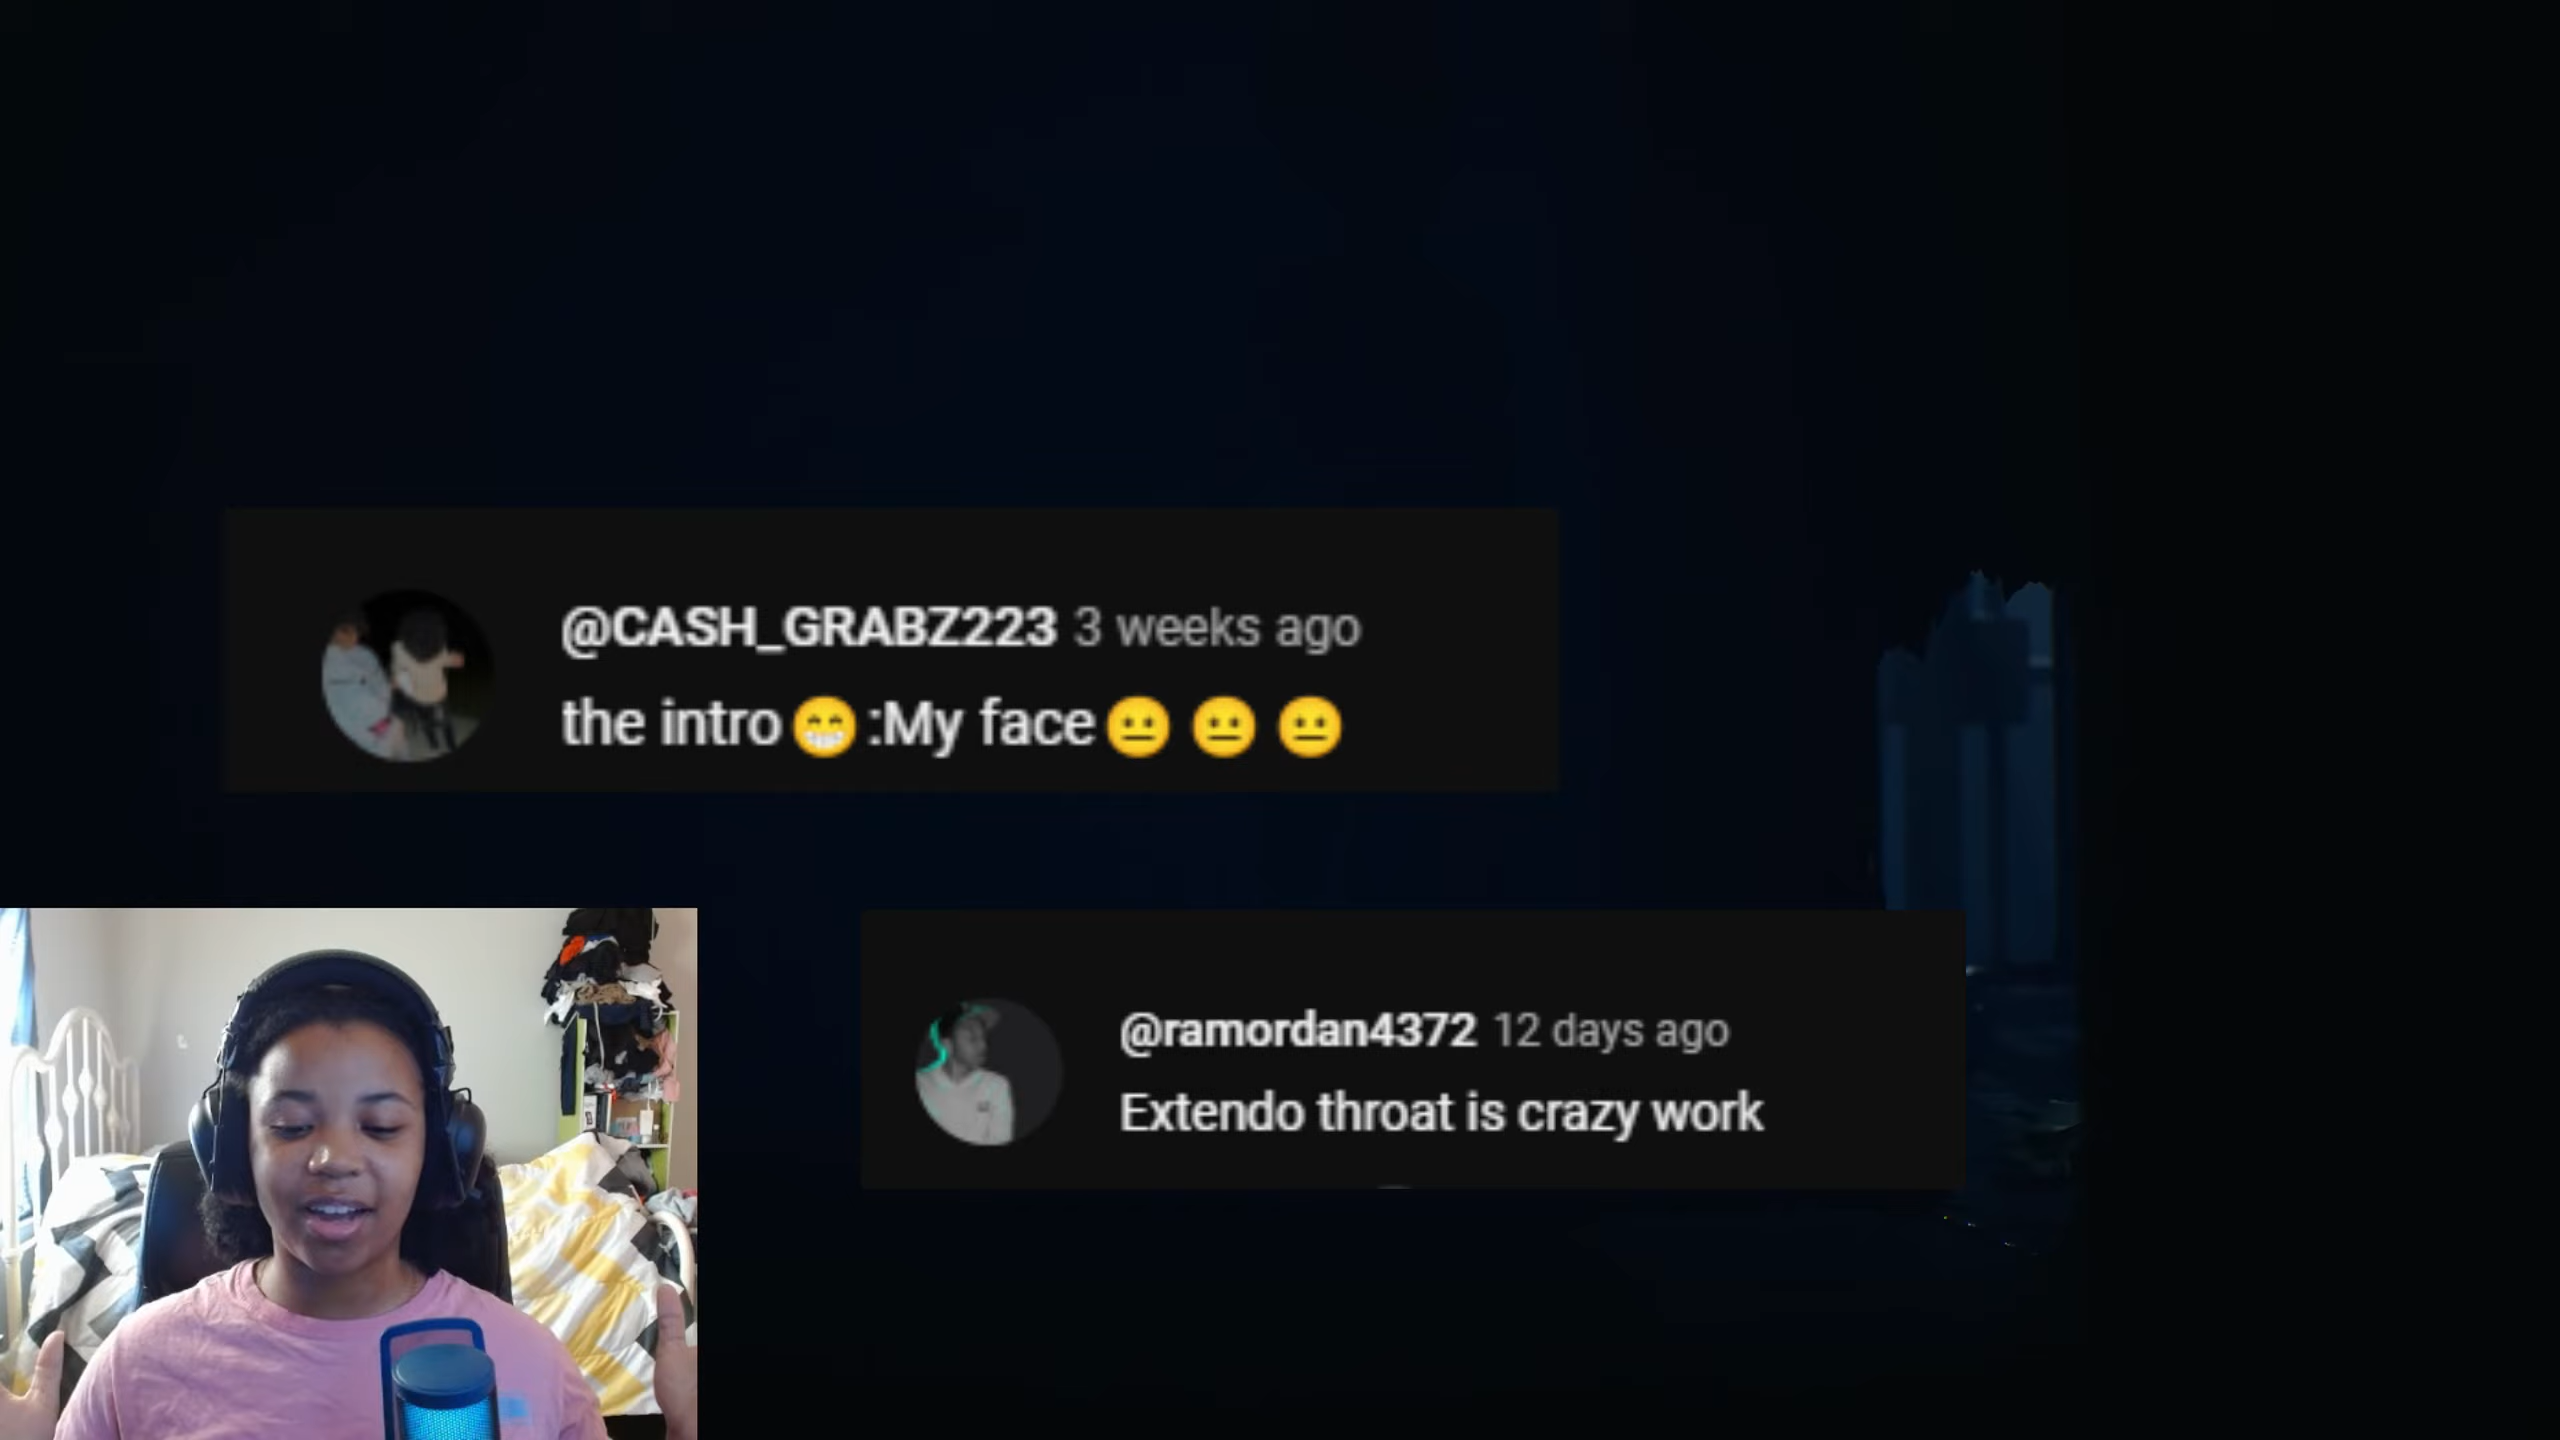 @CASH_GRABZ223 3 weeks ago
the intro😁:My face😐😐😐
@ramordan4372 12 days ago
Extendo throat is crazy work